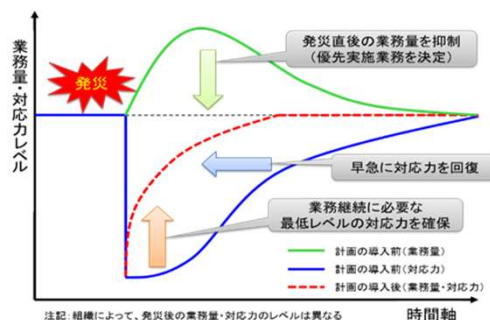 業務量・対応力レベル
発災
発災直後の業務量を抑制
(優先実施業務を決定)
早急に対応力を回復
業務継続に必要な
最低レベルの対応力を確保
計画の導入前(業務量)
計画の導入前(対応力)
計画の導入後(業務量・対応力)
注記:組織によって、発災後の業務量・対応力のレベルは異なる
時間軸